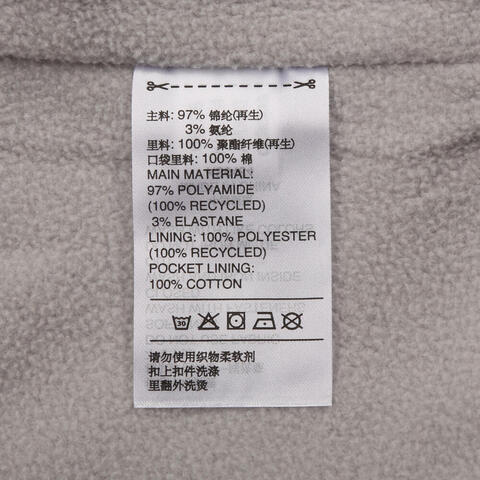 主料: 97% 锦纶(再生)
3% 氨纶
里料: 100% 聚酯纤维(再生)
口袋里料: 100% 棉
MAIN MATERIAL:
97% POLYAMIDE
(100% RECYCLED)
3% ELASTANE
LINING: 100% POLYESTER
(100% RECYCLED)
POCKET LINING:
100% COTTON
30
请勿使用织物柔软剂
扣上扣件洗涤
里翻外洗烫